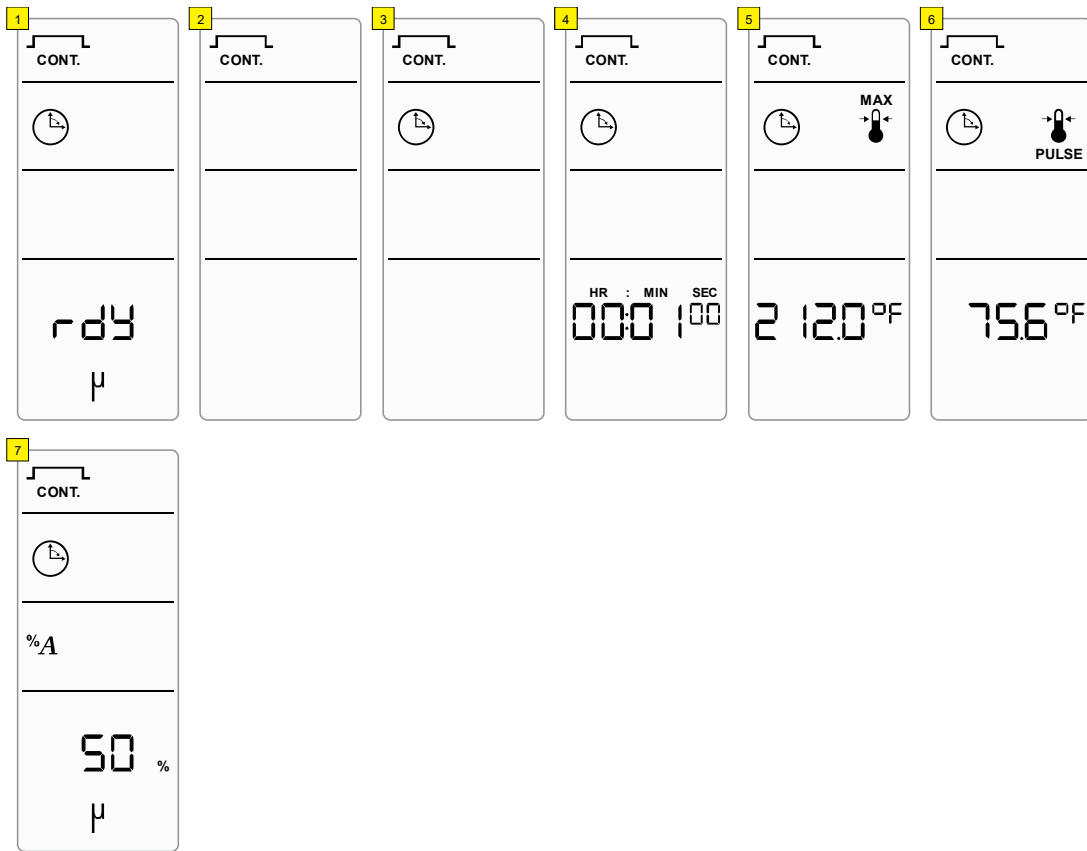 1
CONT.
rdY
µ
2
CONT.
3
CONT.
4
CONT.
HR : MIN SEC
00:01 00
5
CONT.
MAX
212.0°F
6
CONT.
PULSE
75.6°F
7
CONT.
%A
50 %
µ